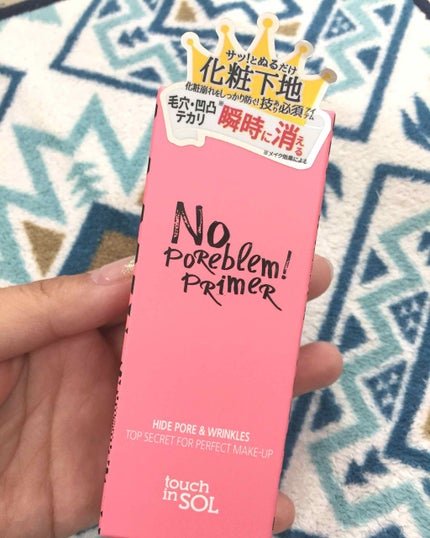 サッ!とぬるだけ
化粧下地
化粧崩れをしっかり防ぐ!技あり必須アイテム
毛穴・凹凸
テカリ
※
瞬時に消える
※メイク効果による
No
Poreblem!
Primer
HIDE PORE & WRINKLES
TOP SECRET FOR PERFECT MAKE-UP
touch
in SOL